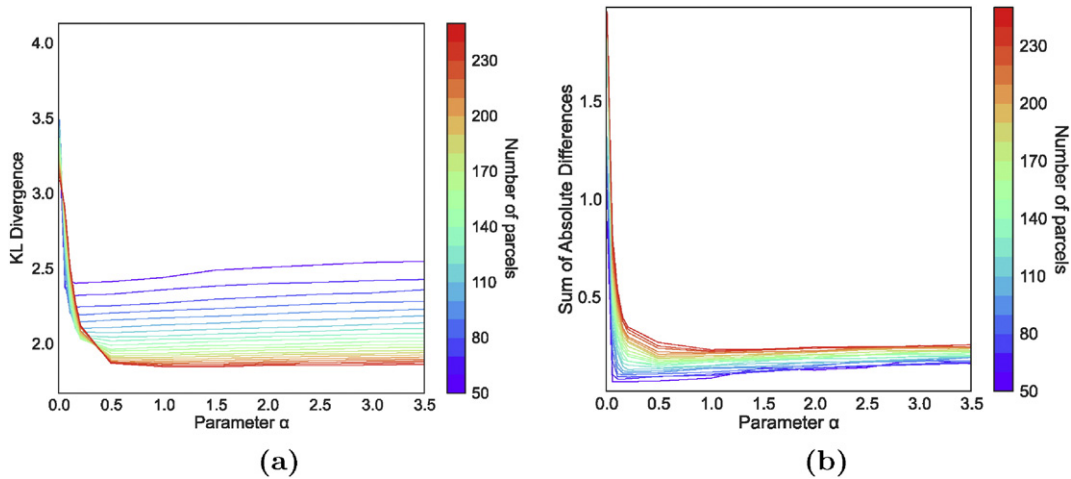 4.0
3.5
3.0
2.5
2.0
KL Divergence
0.0 0.5 1.0 1.5 2.0 2.5 3.0 3.5
Parameter α
230
200
170
140
110
80
50
Number of parcels
(a)
1.5
1.0
0.5
Sum of Absolute Differences
0.0 0.5 1.0 1.5 2.0 2.5 3.0 3.5
Parameter α
230
200
170
140
110
80
50
Number of parcels
(b)